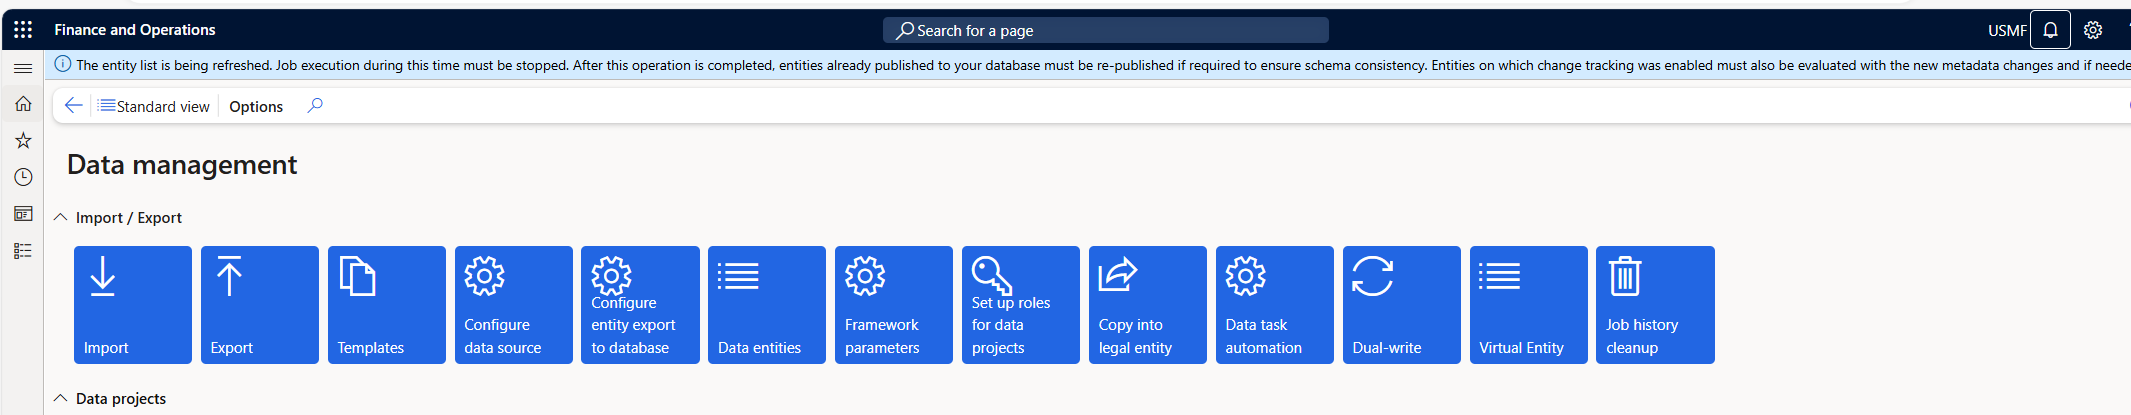 Finance and Operations
Search for a page
USMF
The entity list is being refreshed. Job execution during this time must be stopped. After this operation is completed, entities already published to your database must be re-published if required to ensure schema consistency. Entities on which change tracking was enabled must also be evaluated with the new metadata changes and if neede
Standard view
Options
Data management
Import / Export
Import
Export
Templates
Configure
data source
Configure
entity export
to database
Data entities
Framework
parameters
Set up roles
for data
projects
Copy into
legal entity
Data task
automation
Dual-write
Virtual Entity
Job history
cleanup
Data projects